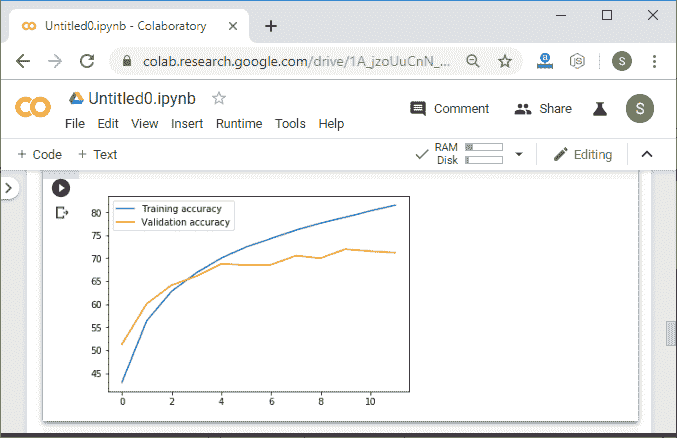 Untitled0.ipynb - Colaboratory
colab.research.google.com/drive/1A_jzoUuCnN_...
S
Untitled0.ipynb
Comment
Share
S
File Edit View Insert Runtime Tools Help
+ Code + Text
RAM
Disk
Editing
Training accuracy
Validation accuracy
80
75
70
65
60
55
50
45
0 2 4 6 8 10